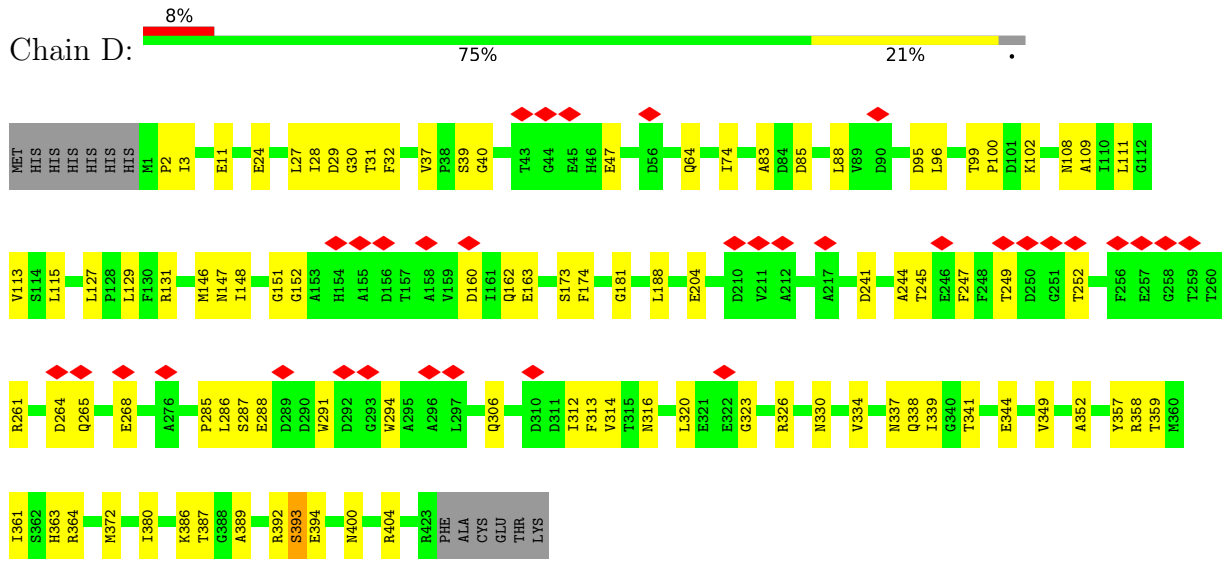 8%
Chain D:
75% 21% •
MET HIS HIS HIS HIS HIS HIS M1 P2 I3 E11 E24 L27 I28 D29 G30 T31 F32 V37 P38 S39 G40 T43 G44 E45 H46 E47 D56 Q64 I74 A83 D84 D85 L88 V89 D90 D95 L96 T99 P100 D101 K102 N108 A109 I110 L111 G112
V113 S114 L115 L127 P128 L129 F130 R131 M146 N147 I148 G151 G152 A153 H154 A155 D156 T157 A158 V159 D160 I161 Q162 E163 S173 F174 G181 L188 E204 D210 V211 A212 A217 D241 A244 T245 E246 F247 F248 T249 D250 G251 T252 F256 E257 G258 T259 T260
R261 D264 Q265 E268 A276 P285 L286 S287 E288 D289 D290 W291 D292 G293 W294 A295 A296 L297 Q306 D310 D311 I312 F313 V314 T315 N316 L320 E321 E322 G323 R326 N330 V334 N337 Q338 I339 G340 T341 E344 V349 A352 Y357 R358 T359 M360
I361 S362 H363 R364 M372 I380 K386 T387 G388 A389 R392 S393 E394 N400 R404 R423 PHE ALA CYS GLU THR LYS